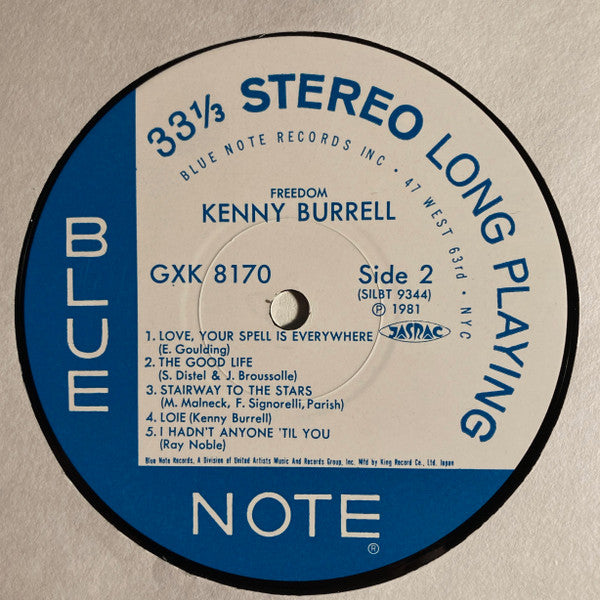 33⅓ STEREO LONG PLAYING
BLUE NOTE RECORDS INC • 47 WEST 63rd • NYC
FREEDOM
KENNY BURRELL
GXK 8170
Side 2
(SILBT 9344)
Ⓟ 1981
JASRAC
1. LOVE, YOUR SPELL IS EVERYWHERE
(E. Goulding)
2. THE GOOD LIFE
(S. Distel & J. Broussolle)
3. STAIRWAY TO THE STARS
(M. Malneck, F. Signorelli, Parish)
4. LOIE (Kenny Burrell)
5. I HADN'T ANYONE 'TIL YOU
(Ray Noble)
Blue Note Records, A Division of United Artists Music And Records Group, Inc. Mfd by King Record Co., Ltd. Japan
BLUE
NOTE
®